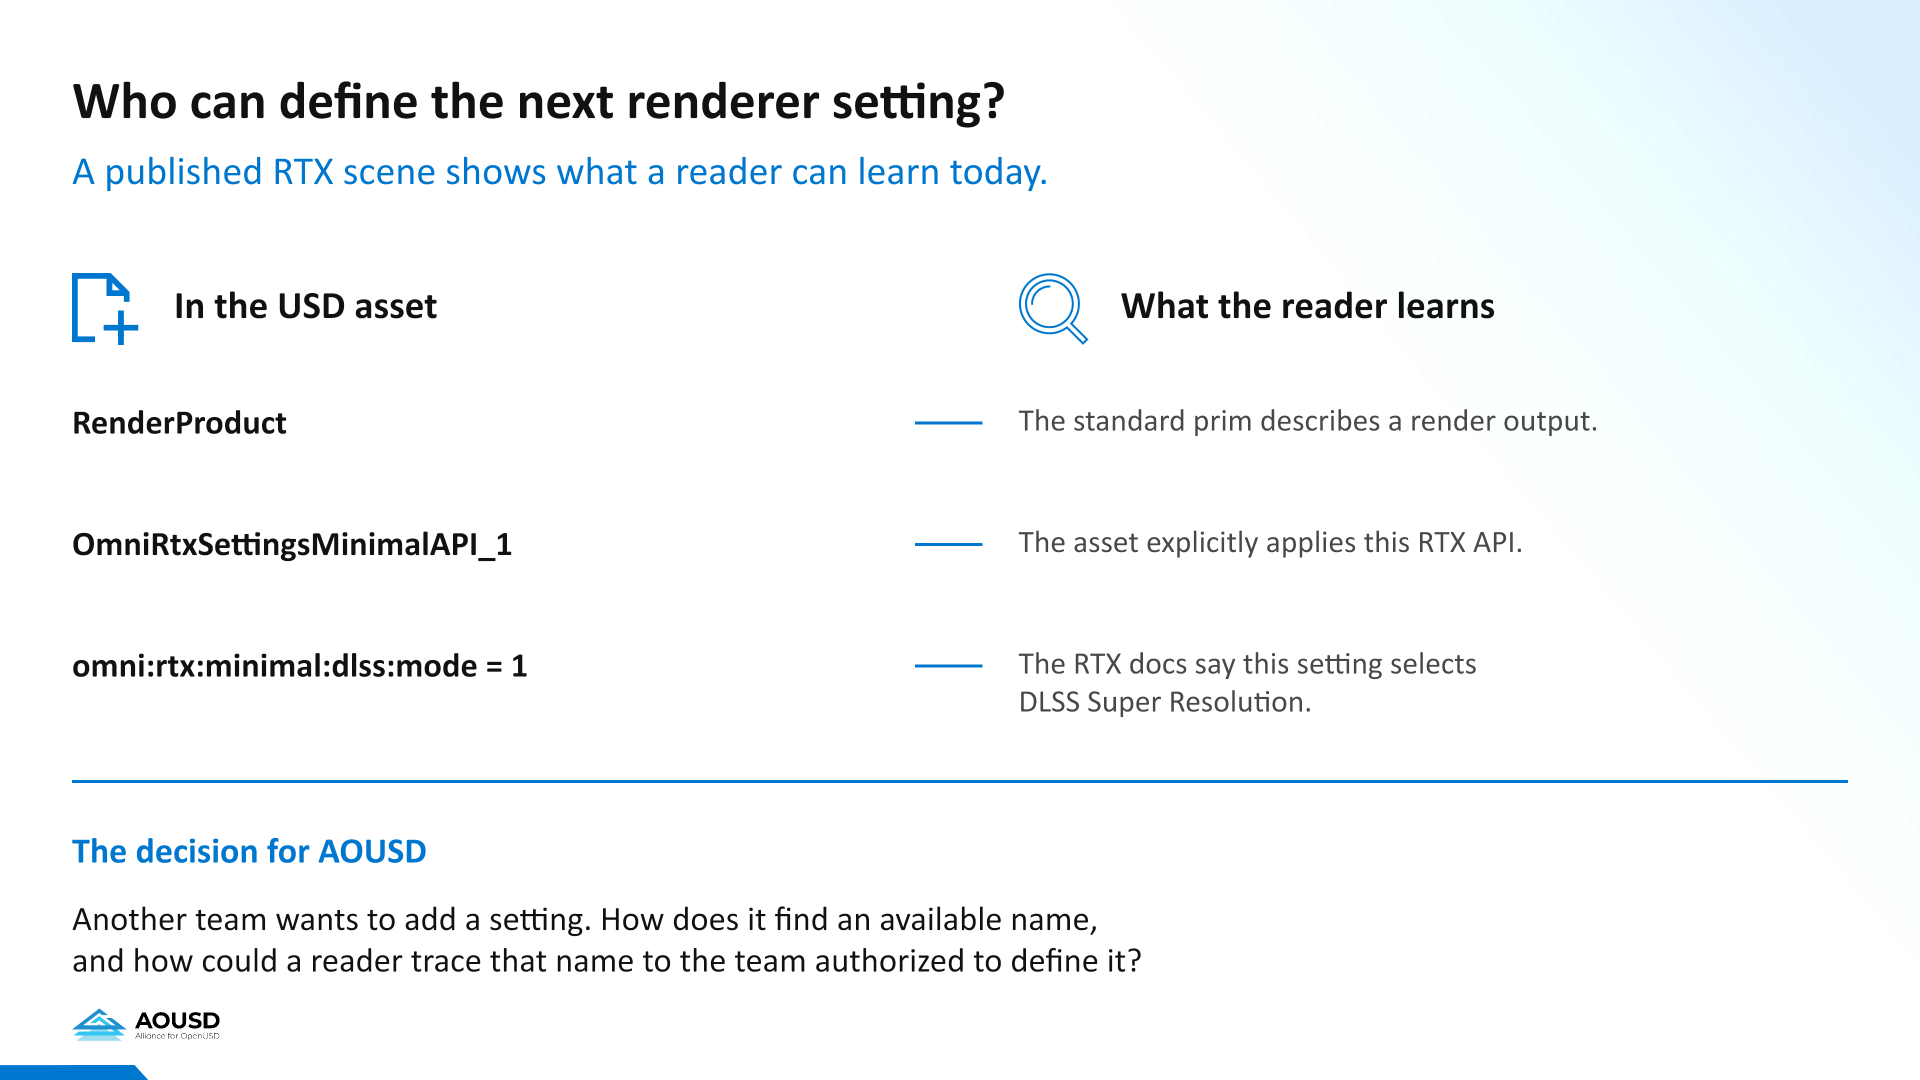 Who can define the next renderer setting?
A published RTX scene shows what a reader can learn today.
In the USD asset
What the reader learns
RenderProduct
The standard prim describes a render output.
OmniRtxSettingsMinimalAPI_1
The asset explicitly applies this RTX API.
omni:rtx:minimal:dlss:mode = 1
The RTX docs say this setting selects
DLSS Super Resolution.
The decision for AOUSD
Another team wants to add a setting. How does it find an available name,
and how could a reader trace that name to the team authorized to define it?
AOUSD
Alliance for OpenUSD